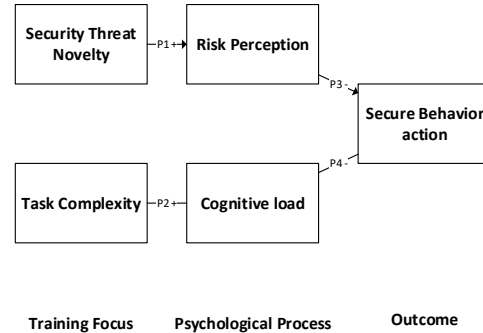 Security Threat
Novelty
P1+
Risk Perception
P3-
Secure Behavior
action
P4-
Task Complexity
P2+
Cognitive load
Training Focus
Psychological Process
Outcome